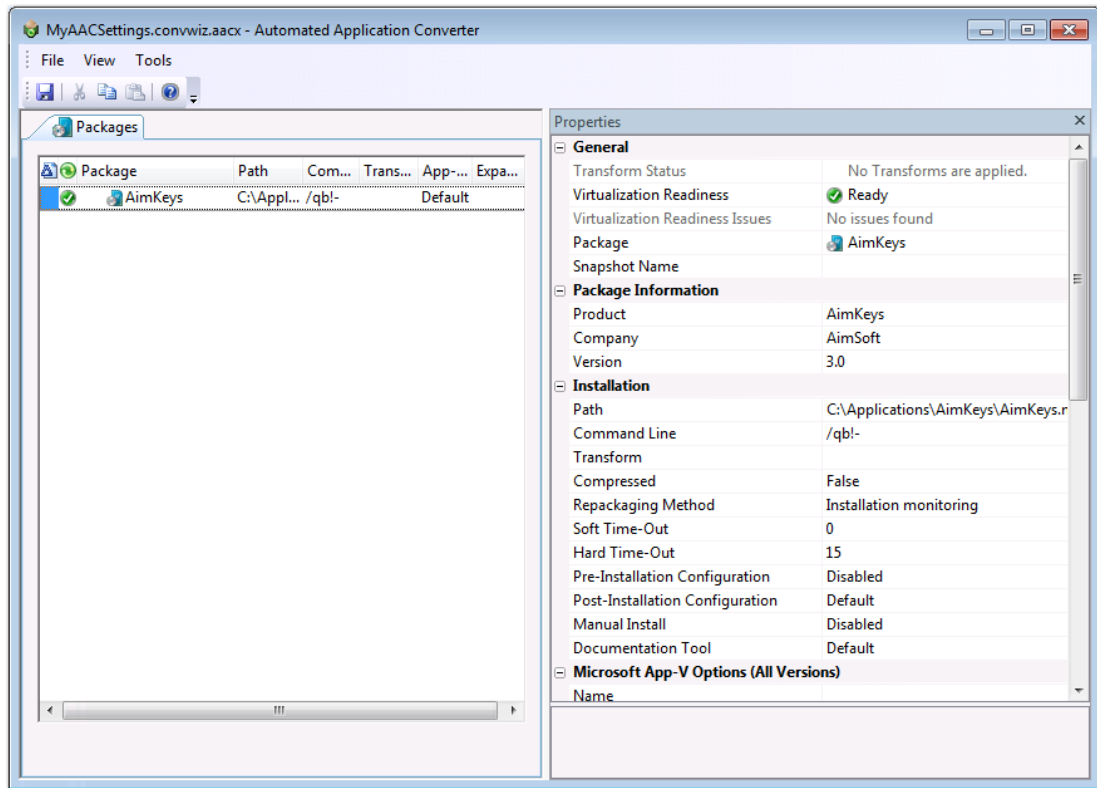 MyAACSettings.convwiz.aacx - Automated Application Converter
File View Tools
Packages
Package Path Com... Trans... App-... Expa...
AimKeys C:\Appl... /qb!- Default
Properties
General
Transform Status No Transforms are applied.
Virtualization Readiness Ready
Virtualization Readiness Issues No issues found
Package AimKeys
Snapshot Name
Package Information
Product AimKeys
Company AimSoft
Version 3.0
Installation
Path C:\Applications\AimKeys\AimKeys.r
Command Line /qb!-
Transform
Compressed False
Repackaging Method Installation monitoring
Soft Time-Out 0
Hard Time-Out 15
Pre-Installation Configuration Disabled
Post-Installation Configuration Default
Manual Install Disabled
Documentation Tool Default
Microsoft App-V Options (All Versions)
Name